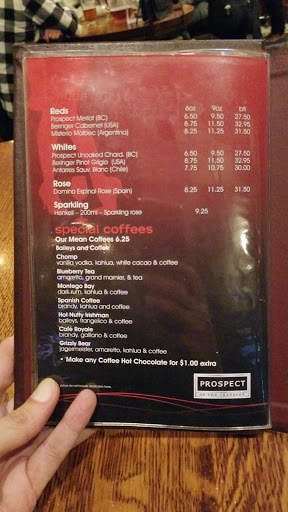 Reds 6oz 9oz btl
Prospect Merlot (BC) 6.50 9.50 27.50
Beringer Cabernet (USA) 8.75 11.50 32.95
Misterio Malbec (Argentina) 8.25 11.25 31.50
Whites
Prospect Unoaked Chard. (BC) 6.50 9.50 27.50
Beringer Pinot Grigio (USA) 8.75 11.50 32.95
Antares Sauv. Blanc (Chile) 7.75 10.75 30.00
Rose
Domino Espinal Rose (Spain) 8.25 11.25 31.50
Sparkling
Henkell - 200ml - Sparkling rose 9.25
special coffees
Our Mean Coffees 6.25
Baileys and Coffee
Chomp
vanilla vodka, kahlua, white cacao & coffee
Blueberry Tea
amaretto, grand marnier, & tea
Montego Bay
dark rum, kahlua & coffee
Spanish Coffee
brandy, kahlua and coffee
Hot Nutty Irishman
baileys, frangelico & coffee
Café Royale
brandy, galliano & coffee
Grizzly Bear
jagermeister, amaretto, kahlua & coffee
• Make any Coffee Hot Chocolate for $1.00 extra
PROSPECT